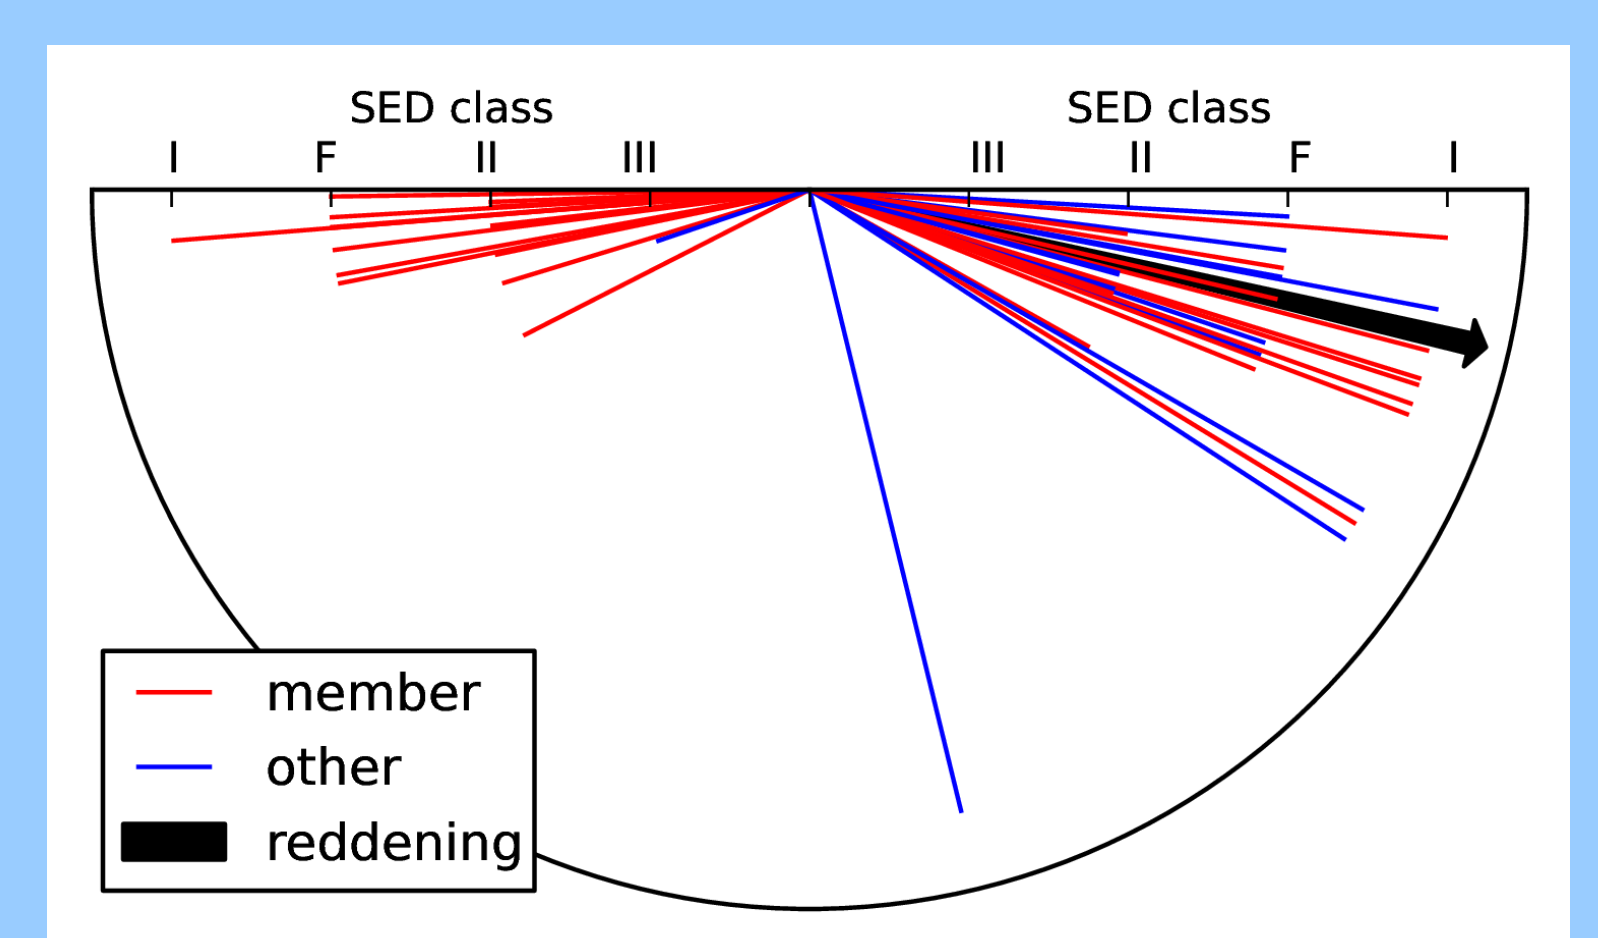 SED class SED class
I F II III III II F I
member
other
reddening